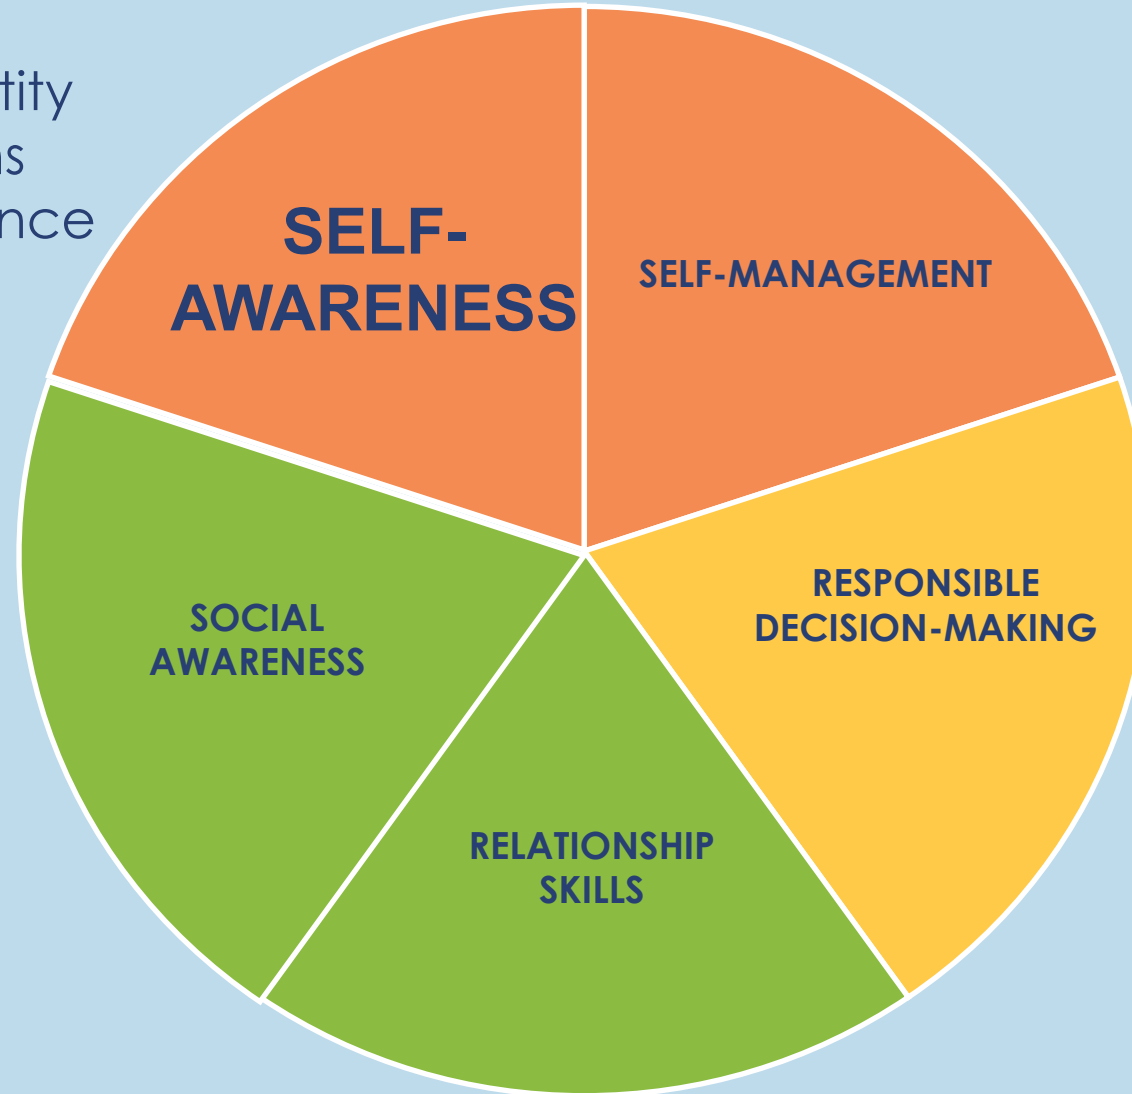 SELF-
AWARENESS
SELF-MANAGEMENT
RESPONSIBLE
DECISION-MAKING
SOCIAL
AWARENESS
RELATIONSHIP
SKILLS